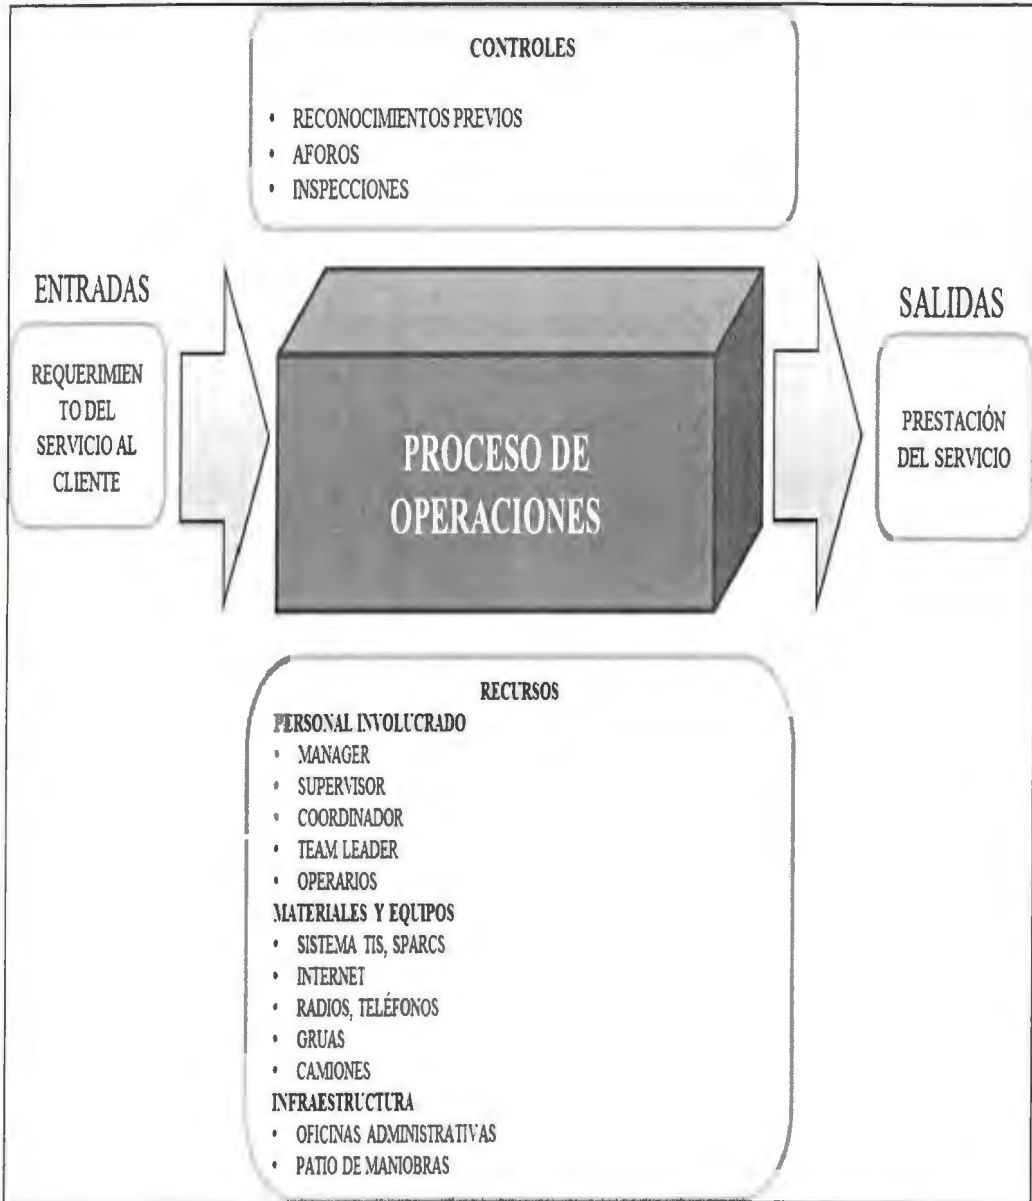 CONTROLES
• RECONOCIMIENTOS PREVIOS
• AFOROS
• INSPECCIONES
ENTRADAS
REQUERIMIEN
TO DEL
SERVICIO AL
CLIENTE
PROCESO DE
OPERACIONES
SALIDAS
PRESTACIÓN
DEL SERVICIO
RECURSOS
PERSONAL INVOLUCRADO
• MANAGER
• SUPERVISOR
• COORDINADOR
• TEAM LEADER
• OPERARIOS
MATERIALES Y EQUIPOS
• SISTEMA TIS, SPARCS
• INTERNET
• RADIOS, TELÉFONOS
• GRUAS
• CAMIONES
INFRAESTRUCTURA
• OFICINAS ADMINISTRATIVAS
• PATIO DE MANIOBRAS